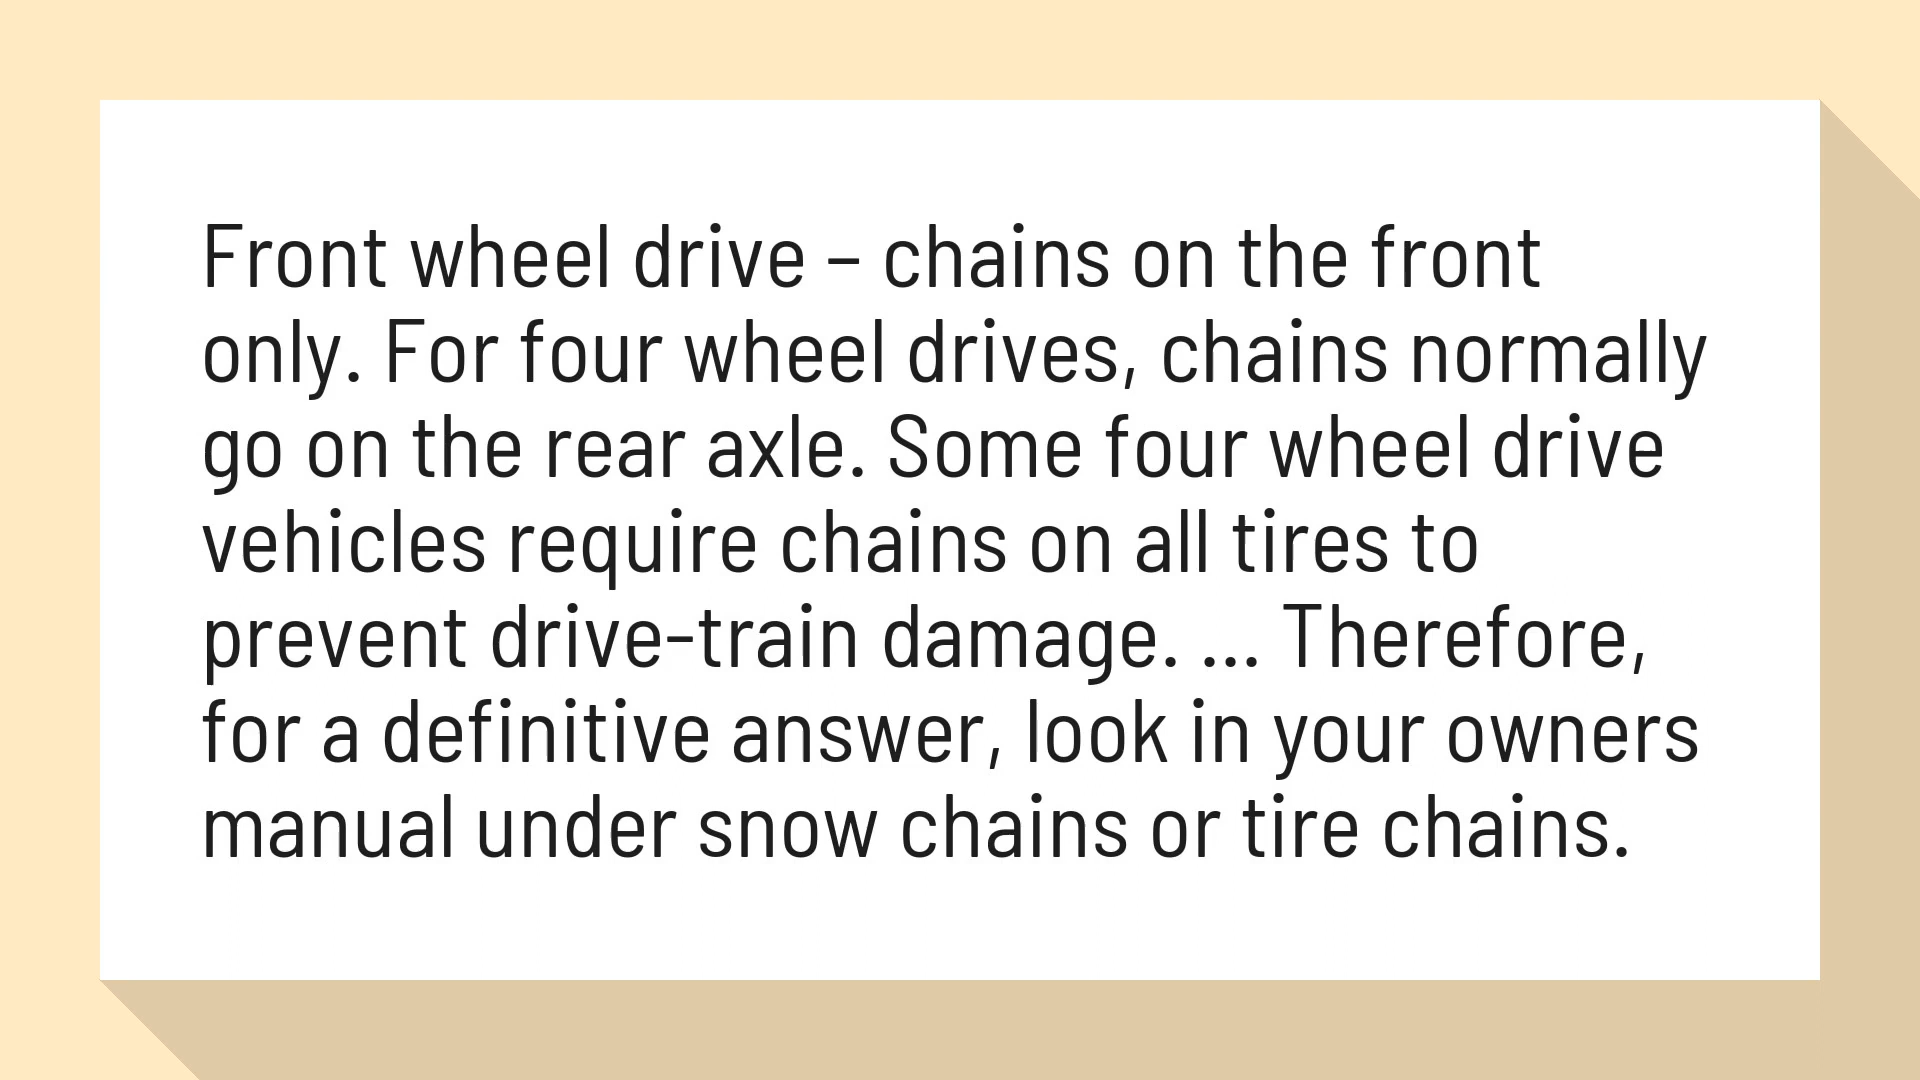 Front wheel drive – chains on the front
only. For four wheel drives, chains normally
go on the rear axle. Some four wheel drive
vehicles require chains on all tires to
prevent drive-train damage. ... Therefore,
for a definitive answer, look in your owners
manual under snow chains or tire chains.